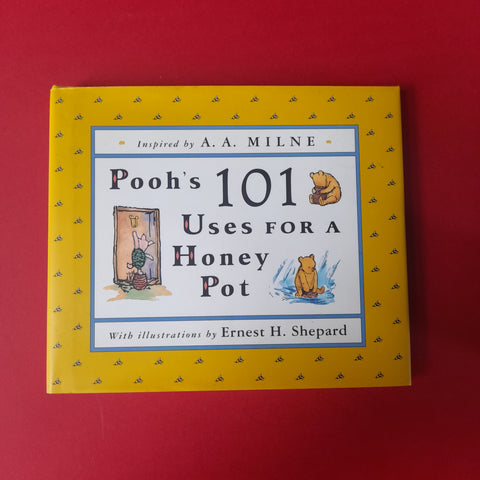 Inspired by A. A. MILNE
Pooh's 101
Uses for a
Honey
Pot
With illustrations by Ernest H. Shepard